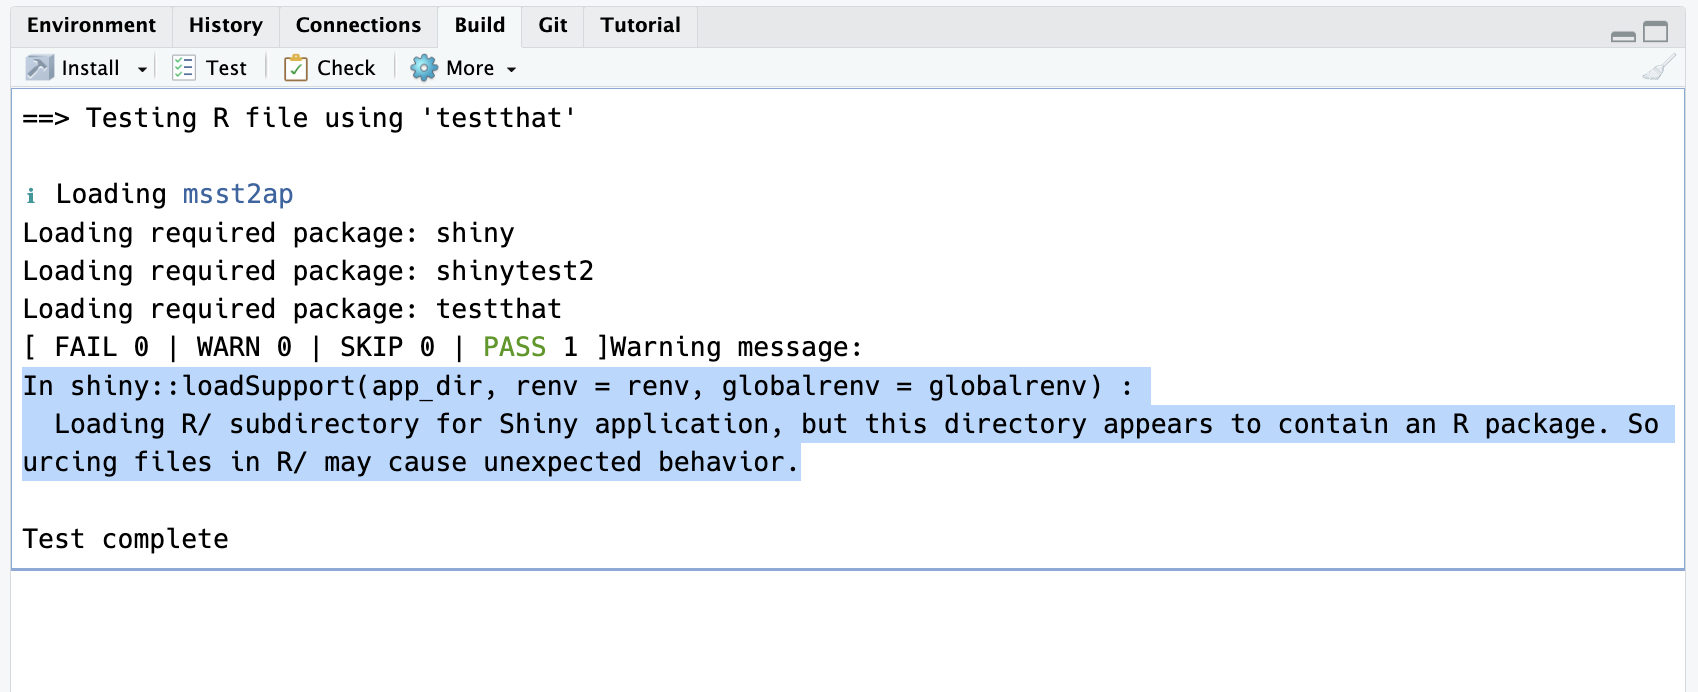 Environment History Connections Build Git Tutorial
Install Test Check More
==> Testing R file using 'testthat'
ℹ Loading msst2ap
Loading required package: shiny
Loading required package: shinytest2
Loading required package: testthat
[ FAIL 0 | WARN 0 | SKIP 0 | PASS 1 ]Warning message:
In shiny::loadSupport(app_dir, renv = renv, globalrenv = globalrenv) :
  Loading R/ subdirectory for Shiny application, but this directory appears to contain an R package. So
urcing files in R/ may cause unexpected behavior.
Test complete